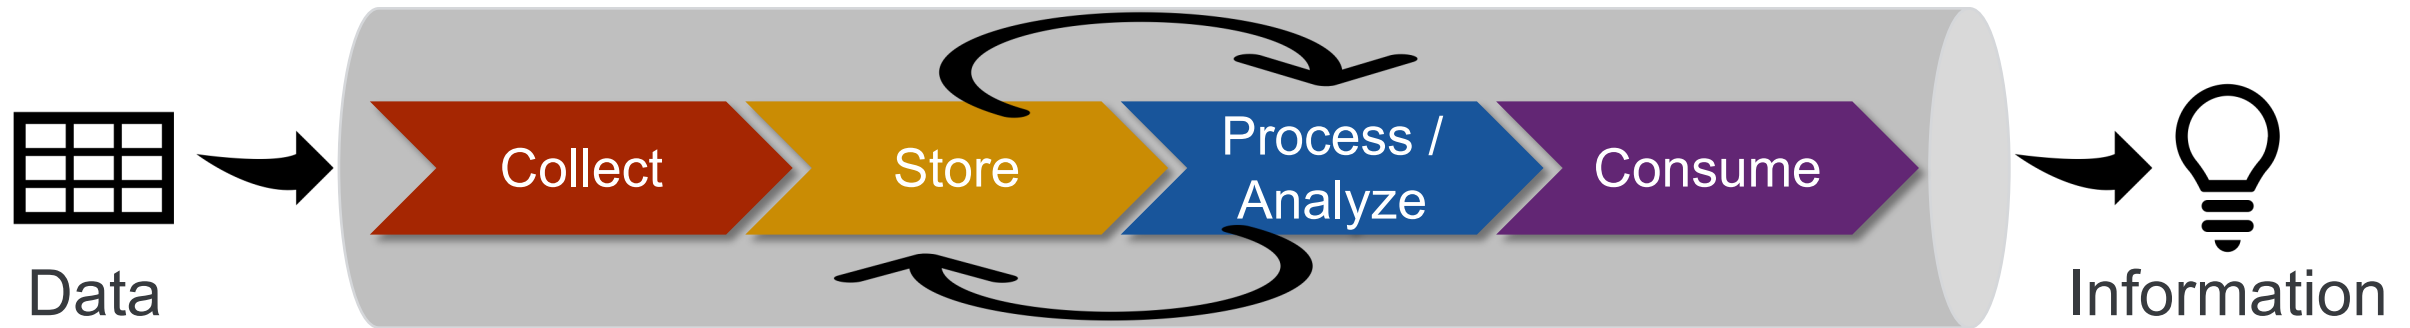 Data
Collect
Store
Process /
Analyze
Consume
Information